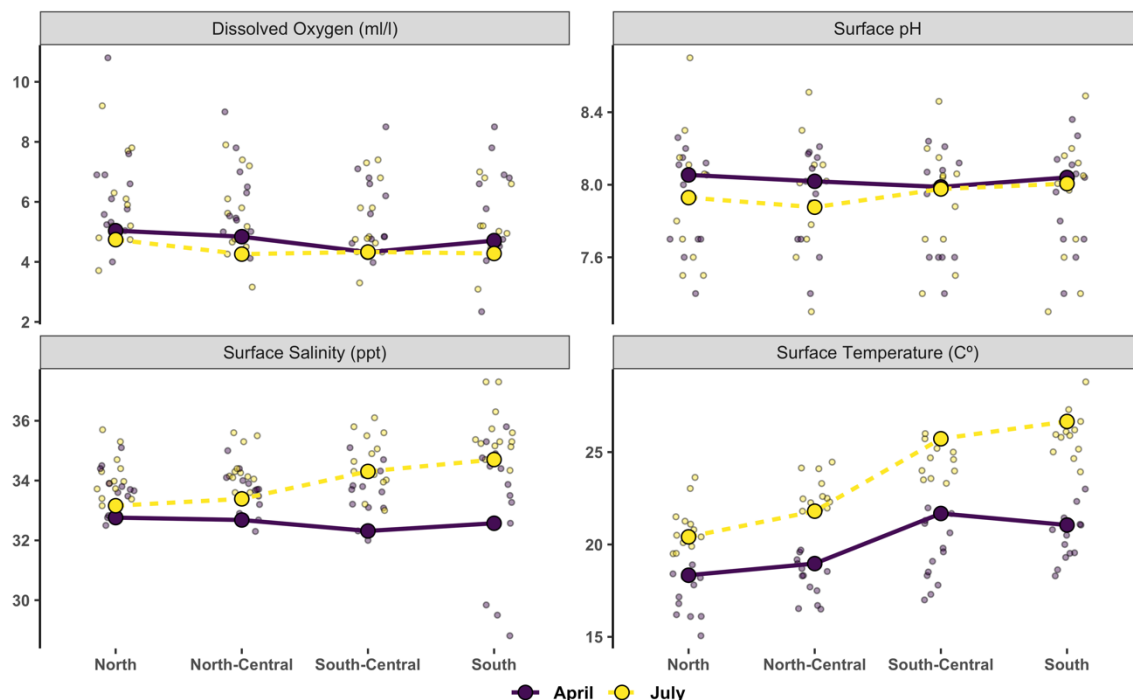 Dissolved Oxygen (ml/l)
Surface pH
10
8
6
4
2
8.4
8.0
7.6
Surface Salinity (ppt)
Surface Temperature (Cº)
36
34
32
30
25
20
15
North North-Central South-Central South
North North-Central South-Central South
April July